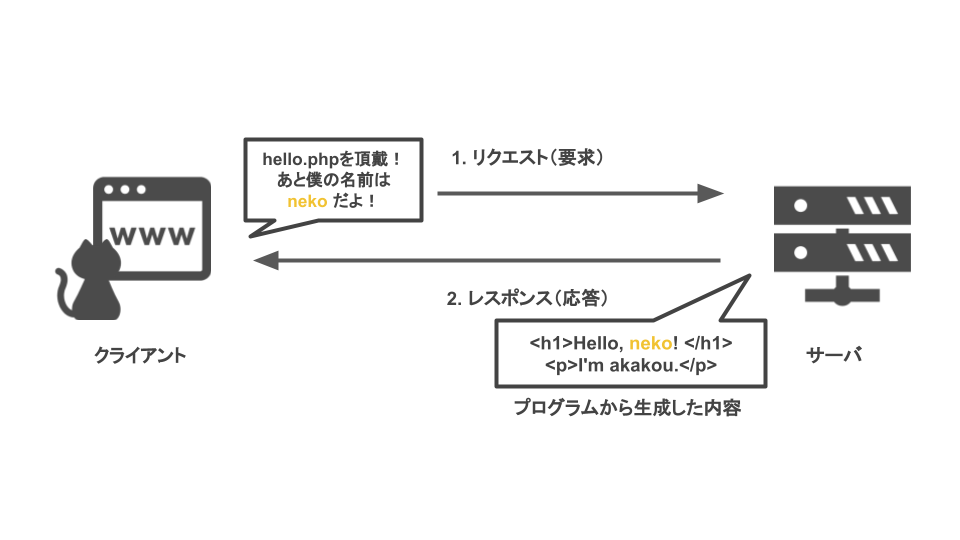 hello.phpを頂戴！
あと僕の名前は
neko だよ！
1. リクエスト（要求）
www
2. レスポンス（応答）
<h1>Hello, neko! </h1>
<p>I'm akakou.</p>
クライアント
サーバ
プログラムから生成した内容